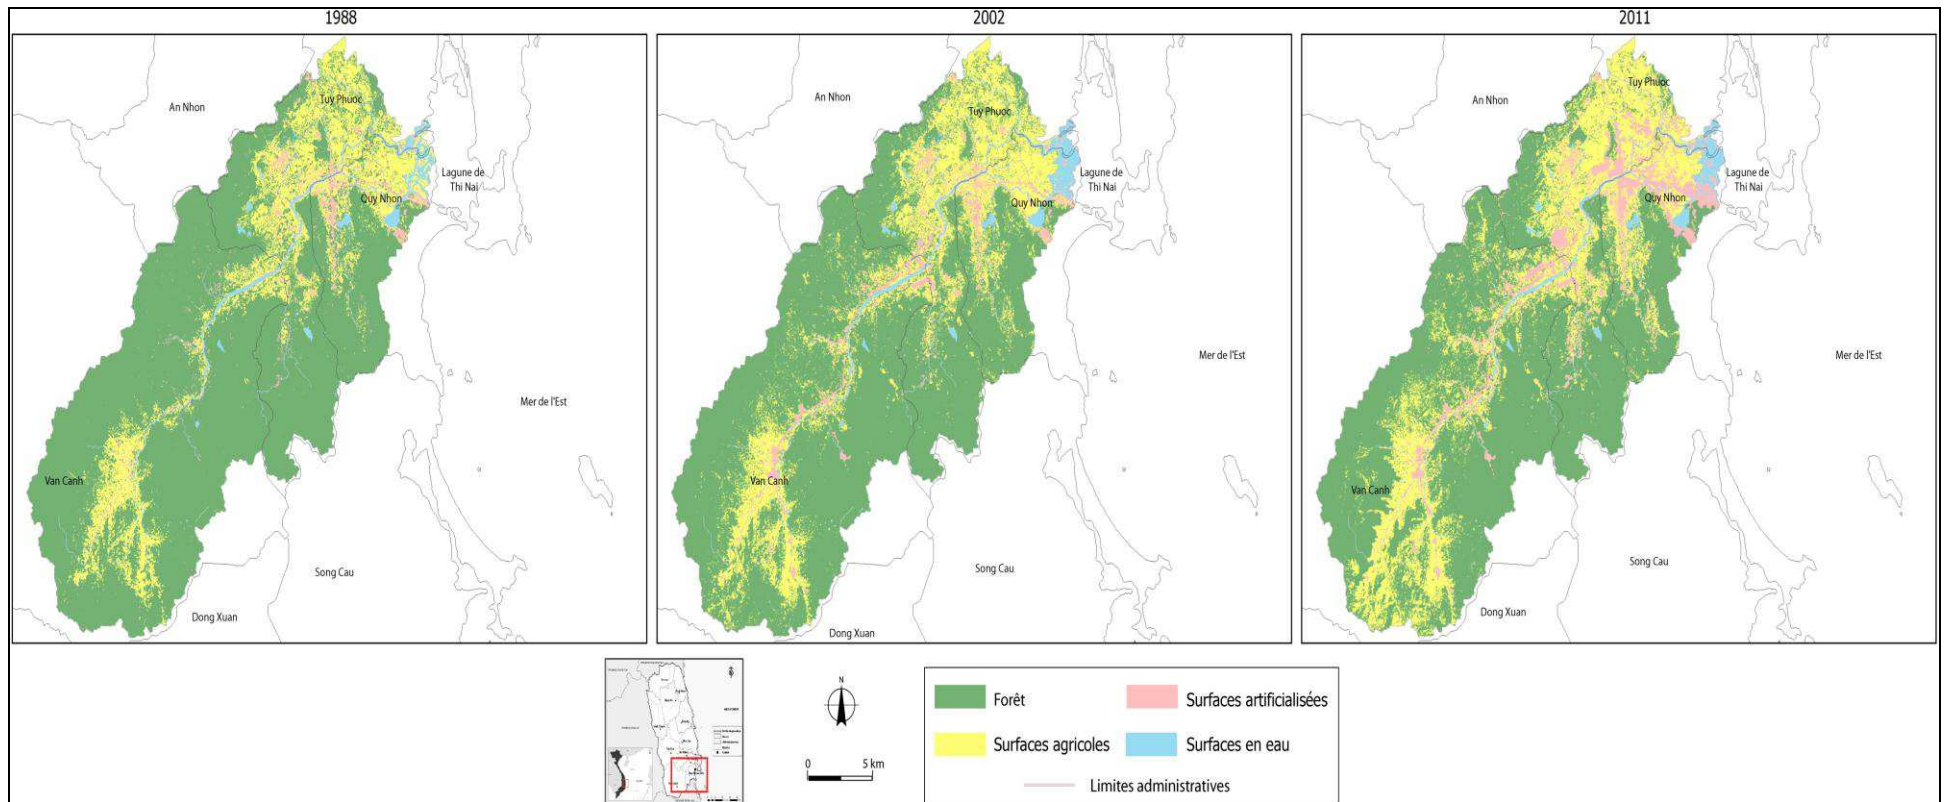 1988
2002
2011
An Nhon
Tuy Phuoc
Lagune de
Thi Nai
Quy Nhon
Mer de l'Est
Van Canh
Song Cau
Dong Xuan
An Nhon
Tuy Phuoc
Lagune de
Thi Nai
Quy Nhon
Mer de l'Est
Van Canh
Song Cau
Dong Xuan
An Nhon
Tuy Phuoc
Lagune de
Thi Nai
Quy Nhon
Mer de l'Est
Van Canh
Song Cau
Dong Xuan
N
0 5 km
Forêt
Surfaces artificialisées
Surfaces agricoles
Surfaces en eau
Limites administratives